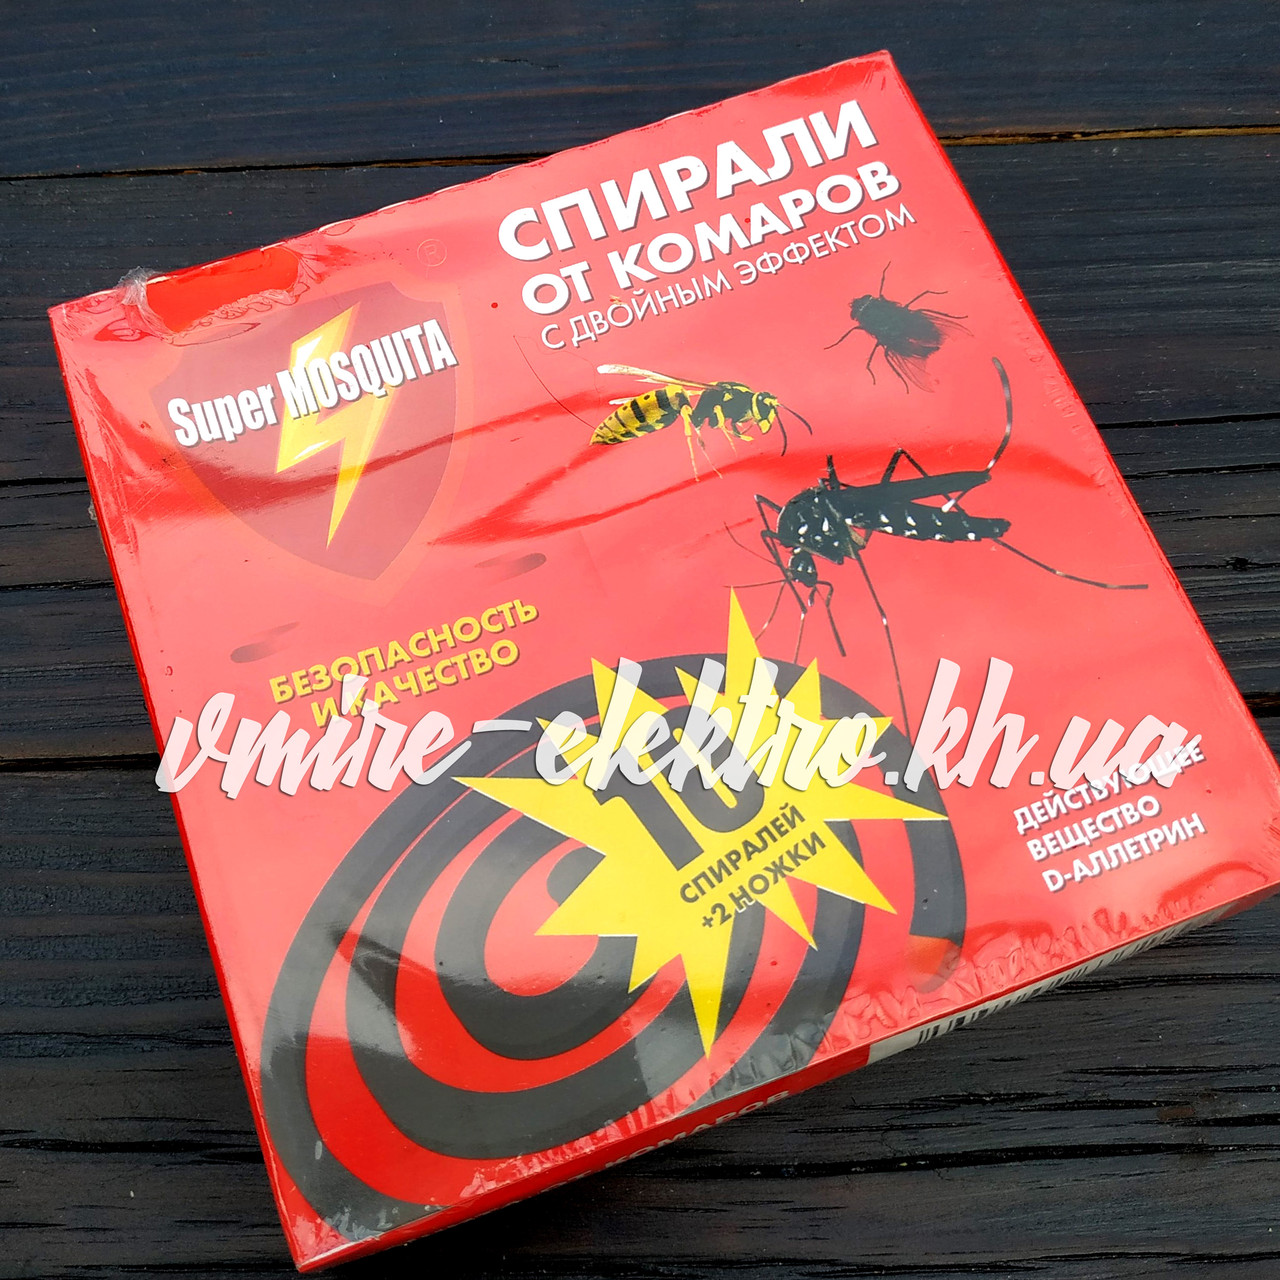 СПИРАЛИ
ОТ КОМАРОВ
С ДВОЙНЫМ ЭФФЕКТОМ
®
Super MOSQUITA
БЕЗОПАСНОСТЬ
И КАЧЕСТВО
vmire-elektro.kh.ua
10
СПИРАЛЕЙ
+2 НОЖКИ
ДЕЙСТВУЮЩЕЕ
ВЕЩЕСТВО
D-АЛЛЕТРИН
КОМАРОВ